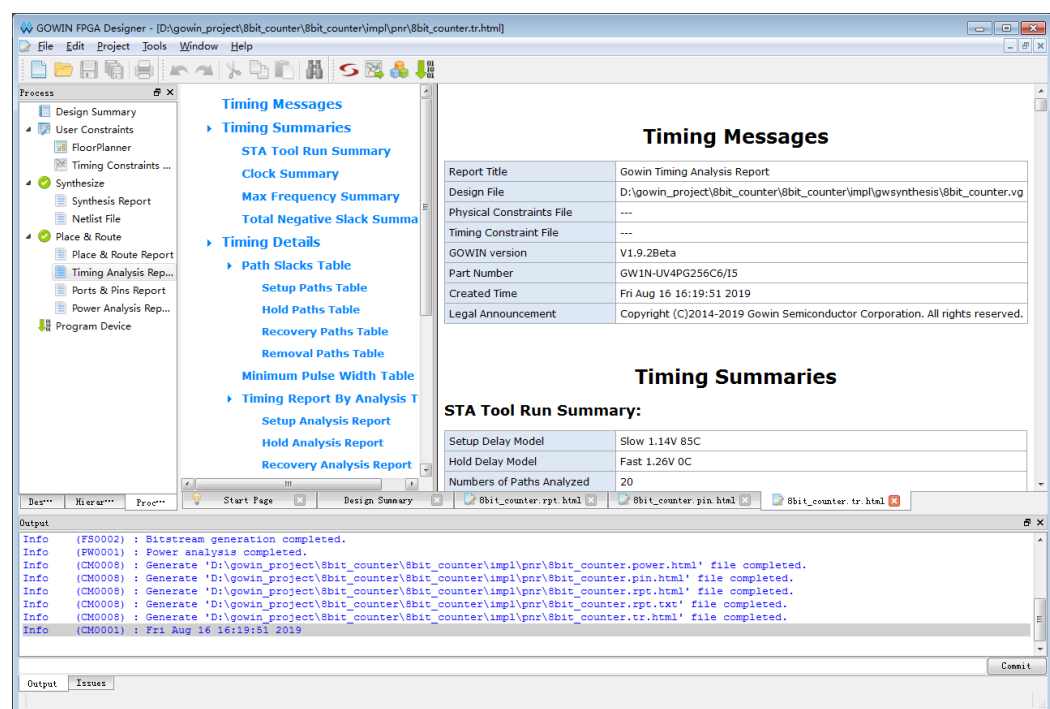 GOWIN FPGA Designer - [D:\gowin_project\8bit_counter\8bit_counter\impl\pnr\8bit_counter.tr.html]
File Edit Project Tools Window Help
Process
Design Summary
User Constraints
FloorPlanner
Timing Constraints ...
Synthesize
Synthesis Report
Netlist File
Place & Route
Place & Route Report
Timing Analysis Rep...
Ports & Pins Report
Power Analysis Rep...
Program Device
Des··· Hierar··· Proc···
Timing Messages
Timing Summaries
STA Tool Run Summary
Clock Summary
Max Frequency Summary
Total Negative Slack Summa
Timing Details
Path Slacks Table
Setup Paths Table
Hold Paths Table
Recovery Paths Table
Removal Paths Table
Minimum Pulse Width Table
Timing Report By Analysis T
Setup Analysis Report
Hold Analysis Report
Recovery Analysis Report
Timing Messages
Report Title Gowin Timing Analysis Report
Design File D:\gowin_project\8bit_counter\8bit_counter\impl\gwsynthesis\8bit_counter.vg
Physical Constraints File ---
Timing Constraint File ---
GOWIN version V1.9.2Beta
Part Number GW1N-UV4PG256C6/I5
Created Time Fri Aug 16 16:19:51 2019
Legal Announcement Copyright (C)2014-2019 Gowin Semiconductor Corporation. All rights reserved.
Timing Summaries
STA Tool Run Summary:
Setup Delay Model Slow 1.14V 85C
Hold Delay Model Fast 1.26V 0C
Numbers of Paths Analyzed 20
Start Page Design Summary 8bit_counter.rpt.html 8bit_counter.pin.html 8bit_counter.tr.html
Output
Info (FS0002) : Bitstream generation completed.
Info (PW0001) : Power analysis completed.
Info (CM0008) : Generate 'D:\gowin_project\8bit_counter\8bit_counter\impl\pnr\8bit_counter.power.html' file completed.
Info (CM0008) : Generate 'D:\gowin_project\8bit_counter\8bit_counter\impl\pnr\8bit_counter.pin.html' file completed.
Info (CM0008) : Generate 'D:\gowin_project\8bit_counter\8bit_counter\impl\pnr\8bit_counter.rpt.html' file completed.
Info (CM0008) : Generate 'D:\gowin_project\8bit_counter\8bit_counter\impl\pnr\8bit_counter.rpt.txt' file completed.
Info (CM0008) : Generate 'D:\gowin_project\8bit_counter\8bit_counter\impl\pnr\8bit_counter.tr.html' file completed.
Info (CM0001) : Fri Aug 16 16:19:51 2019
Commit
Output Issues